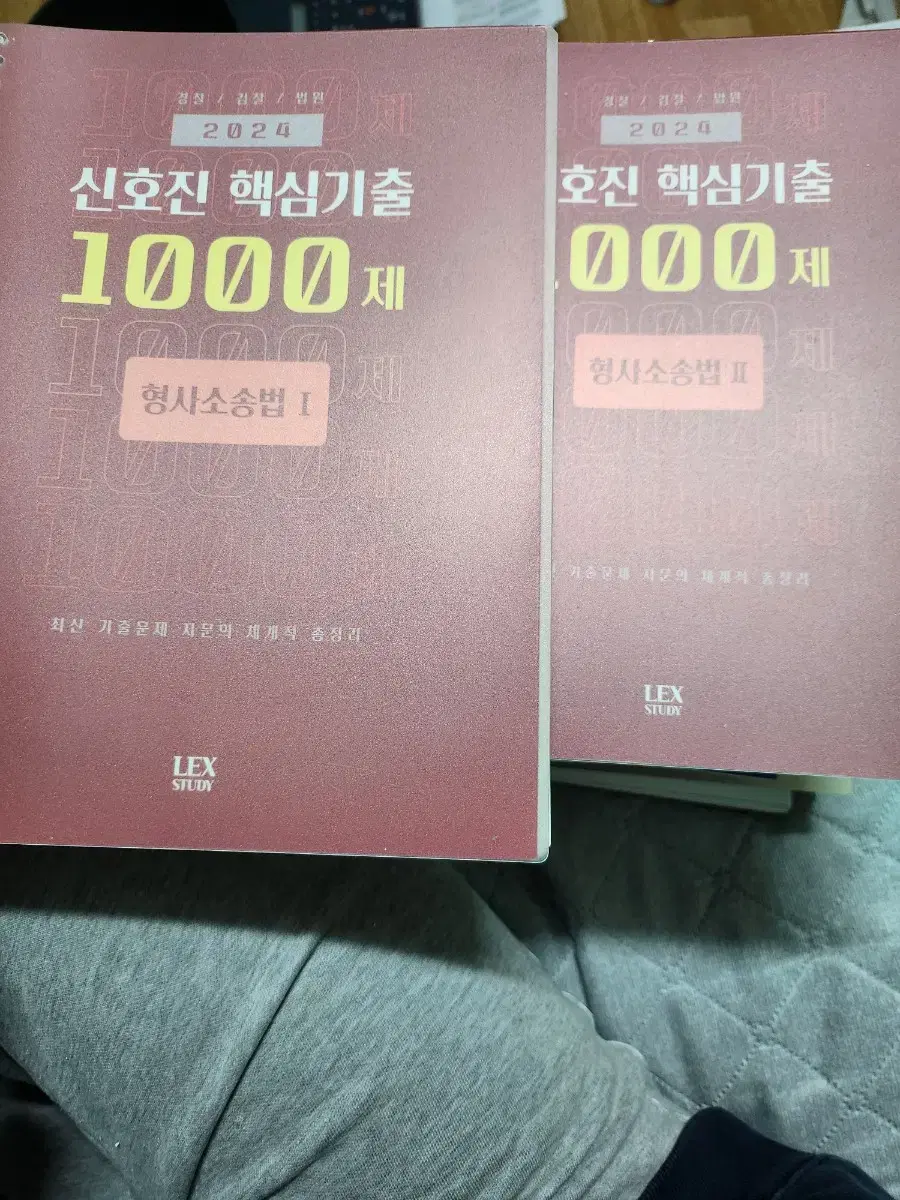 경찰 / 검찰 / 법원
2024
신호진 핵심기출
1000제
형사소송법 I
최신 기출문제 지문의 체계적 총정리
LEX
STUDY
경찰 / 검찰 / 법원
2024
호진 핵심기출
000제
형사소송법 II
기출문제 지문의 체계적 총정리
LEX
STUDY